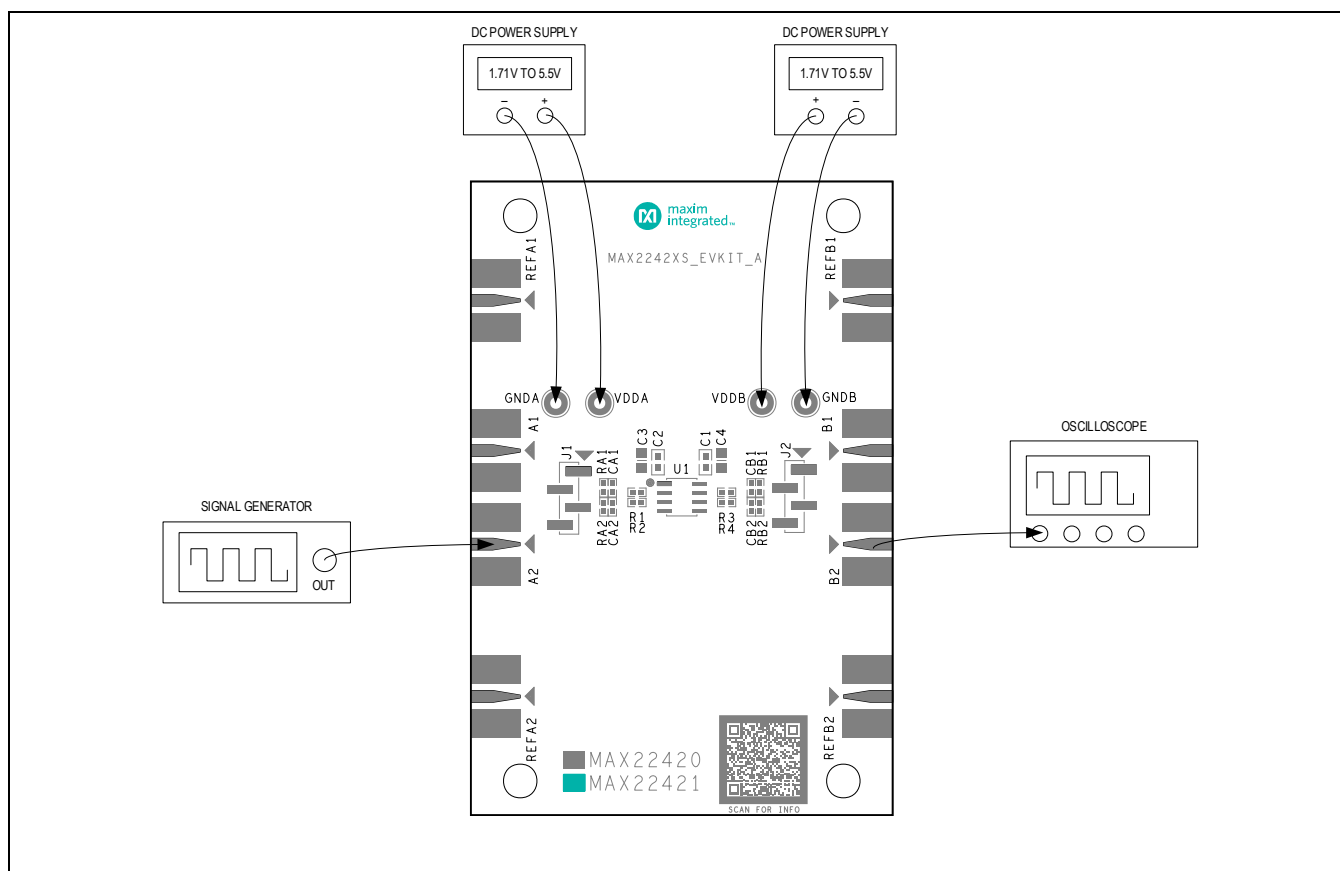 DC POWER SUPPLY
DC POWER SUPPLY
1.71V TO 5.5V
1.71V TO 5.5V
– +
+ –
maxim
integrated™
MAX2242XS_EVKIT_A
REFA1
REFB1
GNDA
VDDA
VDDB
GNDB
A1
B1
J1
RA1
CA1
C3
C2
C1
C4
CB1
RB1
J2
U1
R1
R2
R3
R4
RA2
CA2
CB2
RB2
A2
B2
SIGNAL GENERATOR
OUT
OSCILLOSCOPE
REFA2
REFB2
MAX22420
MAX22421
SCAN FOR INFO